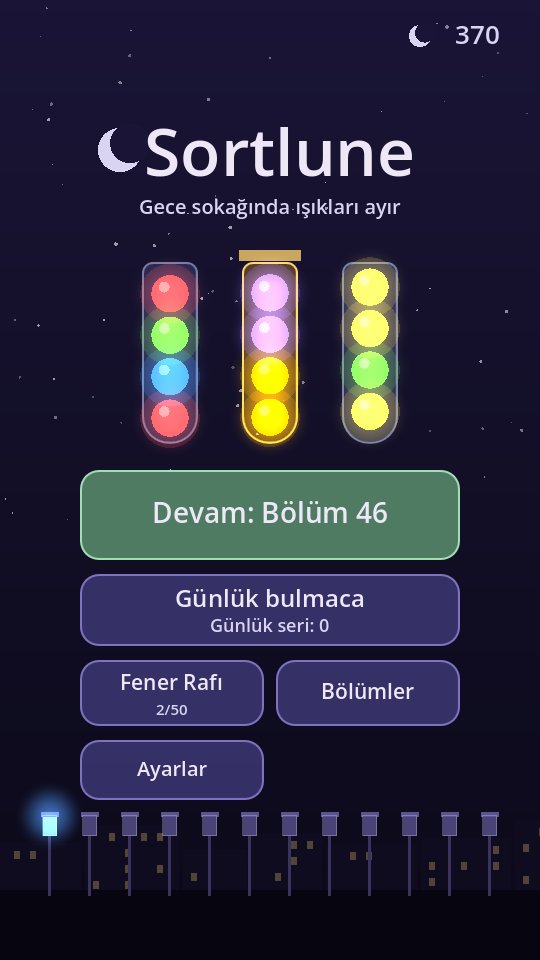 370
Sortlune
Gece sokağında ışıkları ayır
Devam: Bölüm 46
Günlük bulmaca
Günlük seri: 0
Fener Rafı
2/50
Bölümler
Ayarlar